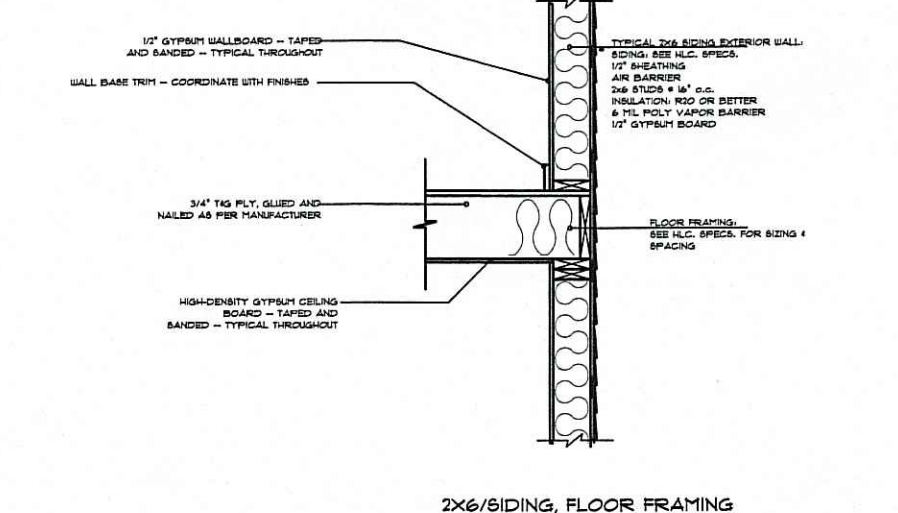 1/2" GYPSUM WALLBOARD -- TAPED
AND SANDED -- TYPICAL THROUGHOUT
WALL BASE TRIM -- COORDINATE WITH FINISHES
3/4" T&G PLY, GLUED AND
NAILED AS PER MANUFACTURER
HIGH-DENSITY GYPSUM CEILING
BOARD -- TAPED AND
SANDED -- TYPICAL THROUGHOUT
TYPICAL 2X6 SIDING EXTERIOR WALL:
SIDING: SEE HLC. SPECS.
1/2" SHEATHING
AIR BARRIER
2x6 STUDS @ 16" o.c.
INSULATION: R20 OR BETTER
6 MIL POLY VAPOR BARRIER
1/2" GYPSUM BOARD
FLOOR FRAMING:
SEE HLC. SPECS. FOR SIZING &
SPACING
2X6/SIDING, FLOOR FRAMING